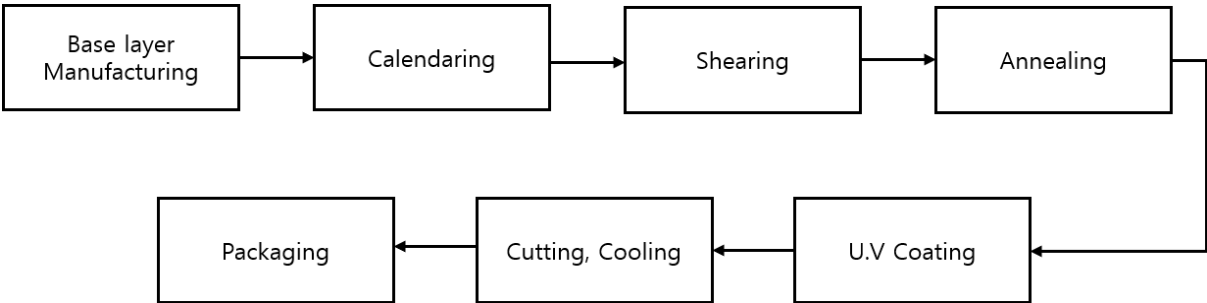 Base layer
Manufacturing
Calendaring
Shearing
Annealing
U.V Coating
Cutting, Cooling
Packaging